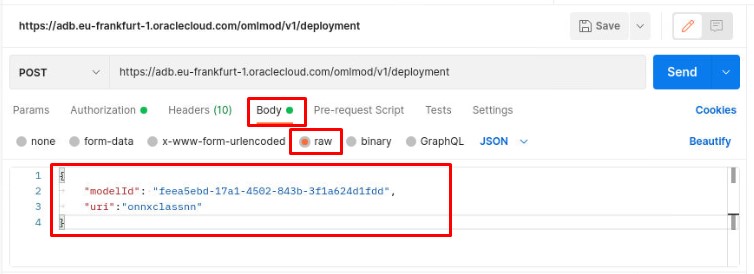 https://adb.eu-frankfurt-1.oraclecloud.com/omlmod/v1/deployment Save
POST https://adb.eu-frankfurt-1.oraclecloud.com/omlmod/v1/deployment Send
Params Authorization Headers (10) Body Pre-request Script Tests Settings Cookies
none form-data x-www-form-urlencoded raw binary GraphQL JSON Beautify
1 {
2 "modelId": "feea5ebd-17a1-4502-843b-3f1a624d1fdd",
3 "uri":"onnxclassnn"
4 }